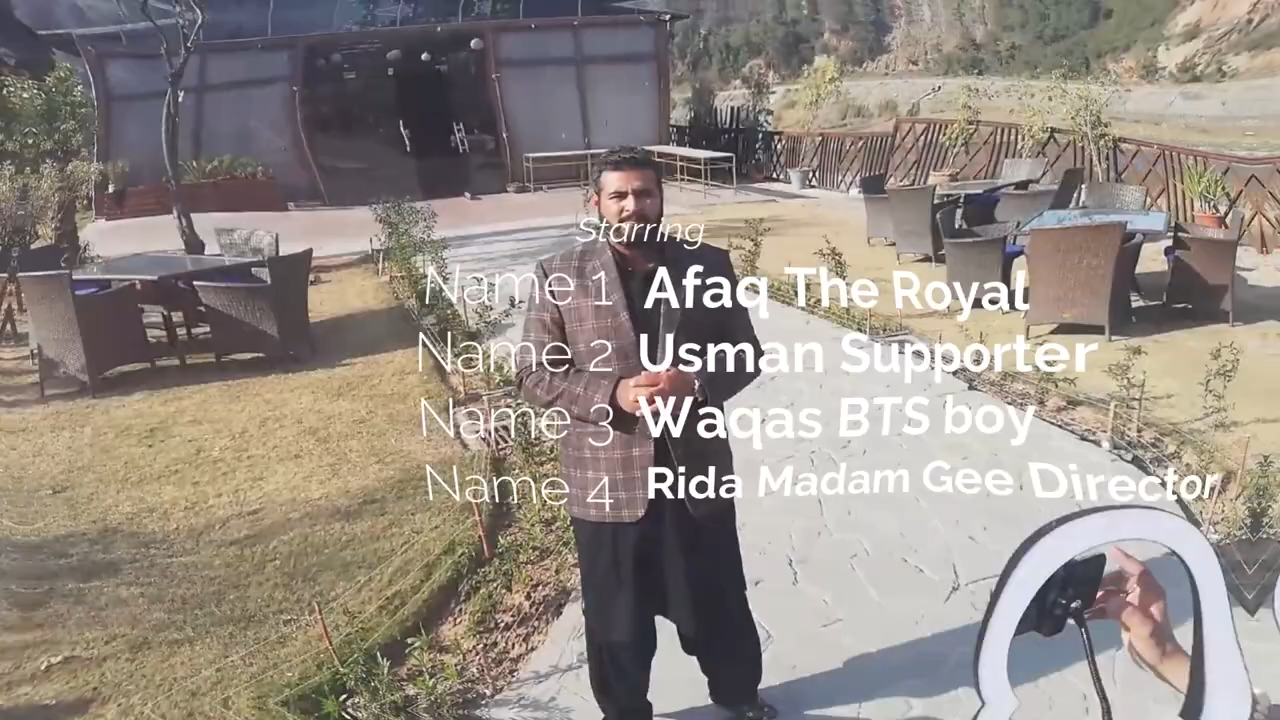 Starring
Name 1 Afaq The Royal
Name 2 Usman Supporter
Name 3 Waqas BTS boy
Name 4 Rida Madam Gee Director